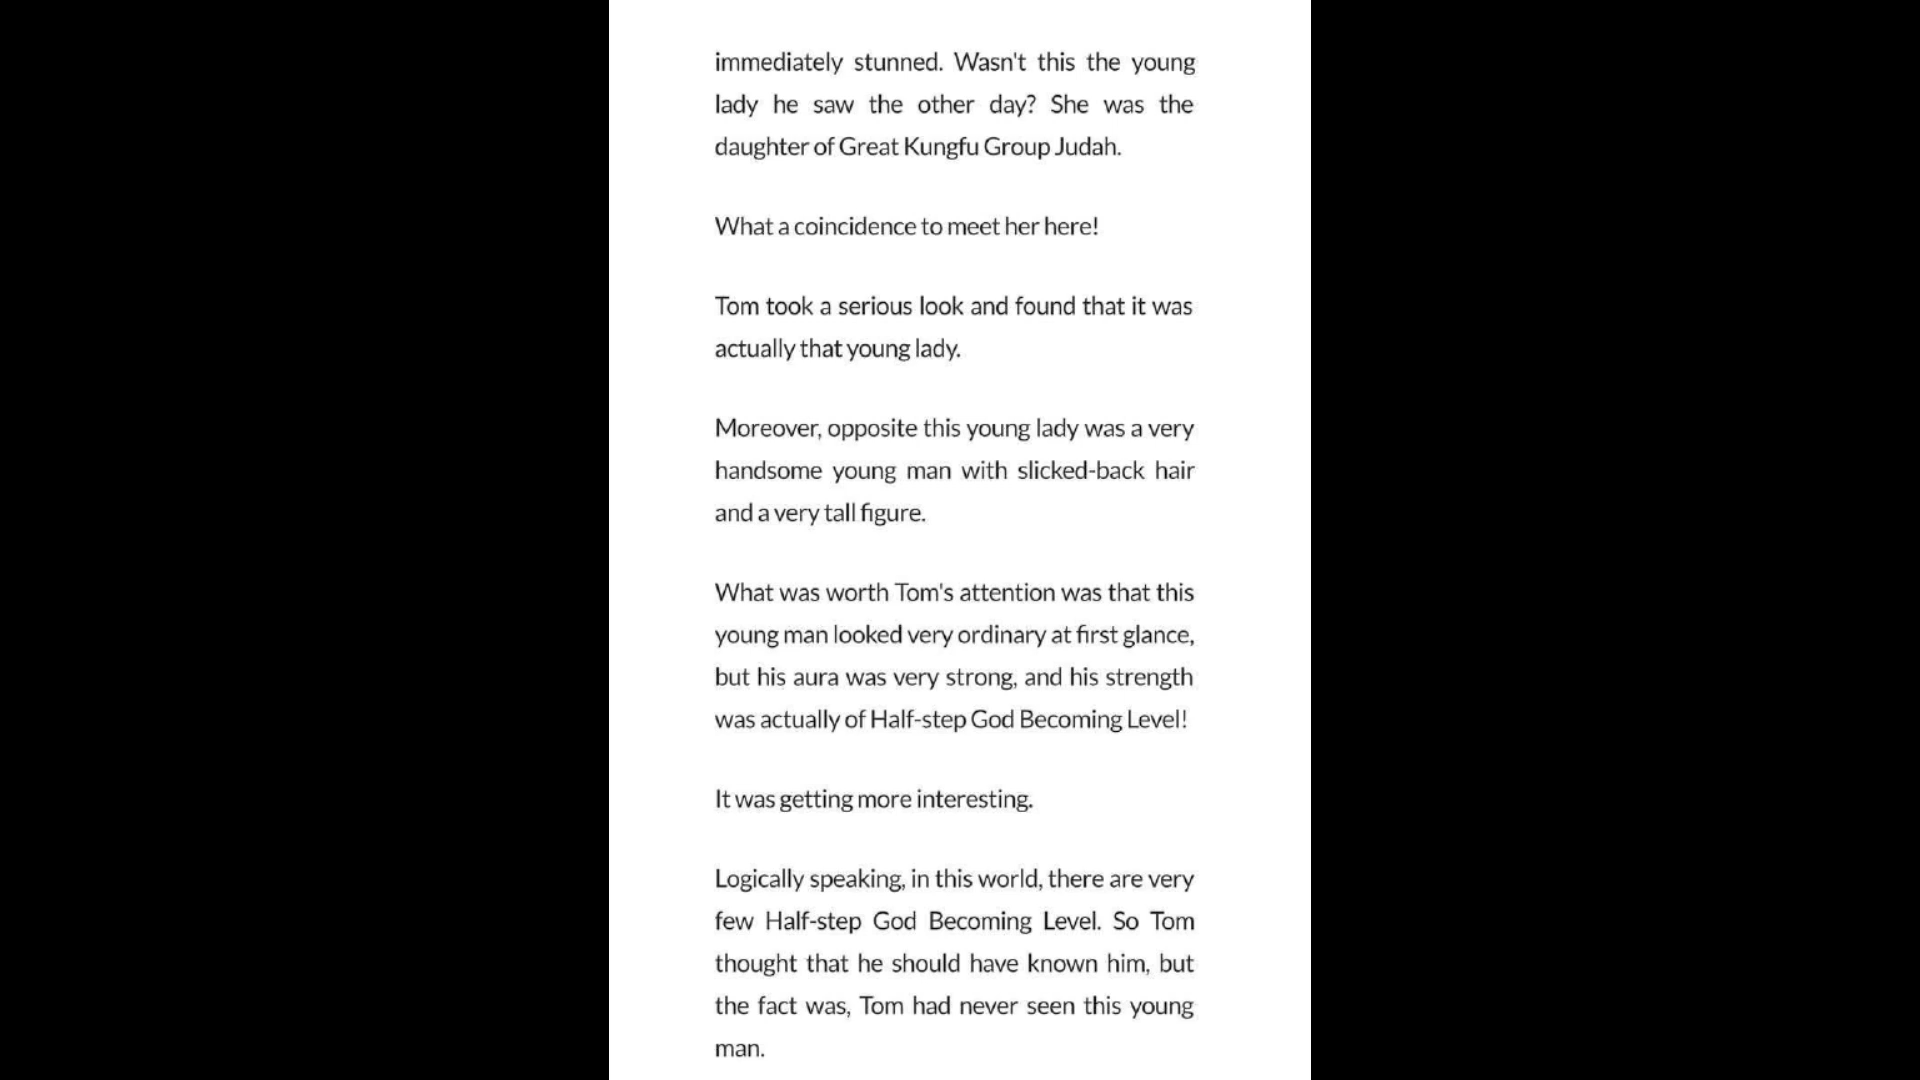 immediately stunned. Wasn't this the young
lady he saw the other day? She was the
daughter of Great Kungfu Group Judah.
What a coincidence to meet her here!
Tom took a serious look and found that it was
actually that young lady.
Moreover, opposite this young lady was a very
handsome young man with slicked-back hair
and a very tall figure.
What was worth Tom's attention was that this
young man looked very ordinary at first glance,
but his aura was very strong, and his strength
was actually of Half-step God Becoming Level!
It was getting more interesting.
Logically speaking, in this world, there are very
few Half-step God Becoming Level. So Tom
thought that he should have known him, but
the fact was, Tom had never seen this young
man.